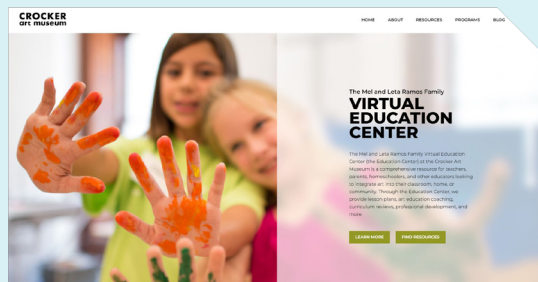 CROCKER
art museum
HOME ABOUT RESOURCES PROGRAMS BLOG
The Mel and Leta Ramos Family
VIRTUAL
EDUCATION
CENTER
The Mel and Leta Ramos Family Virtual Education
Center (the Education Center) at the Crocker Art
Museum is a comprehensive resource for teachers,
parents, homeschoolers, and other educators looking
to integrate art into their classroom, home, or
community. Through the Education Center, we
provide lesson plans, art education coaching,
curriculum reviews, professional development, and
more.
LEARN MORE FIND RESOURCES